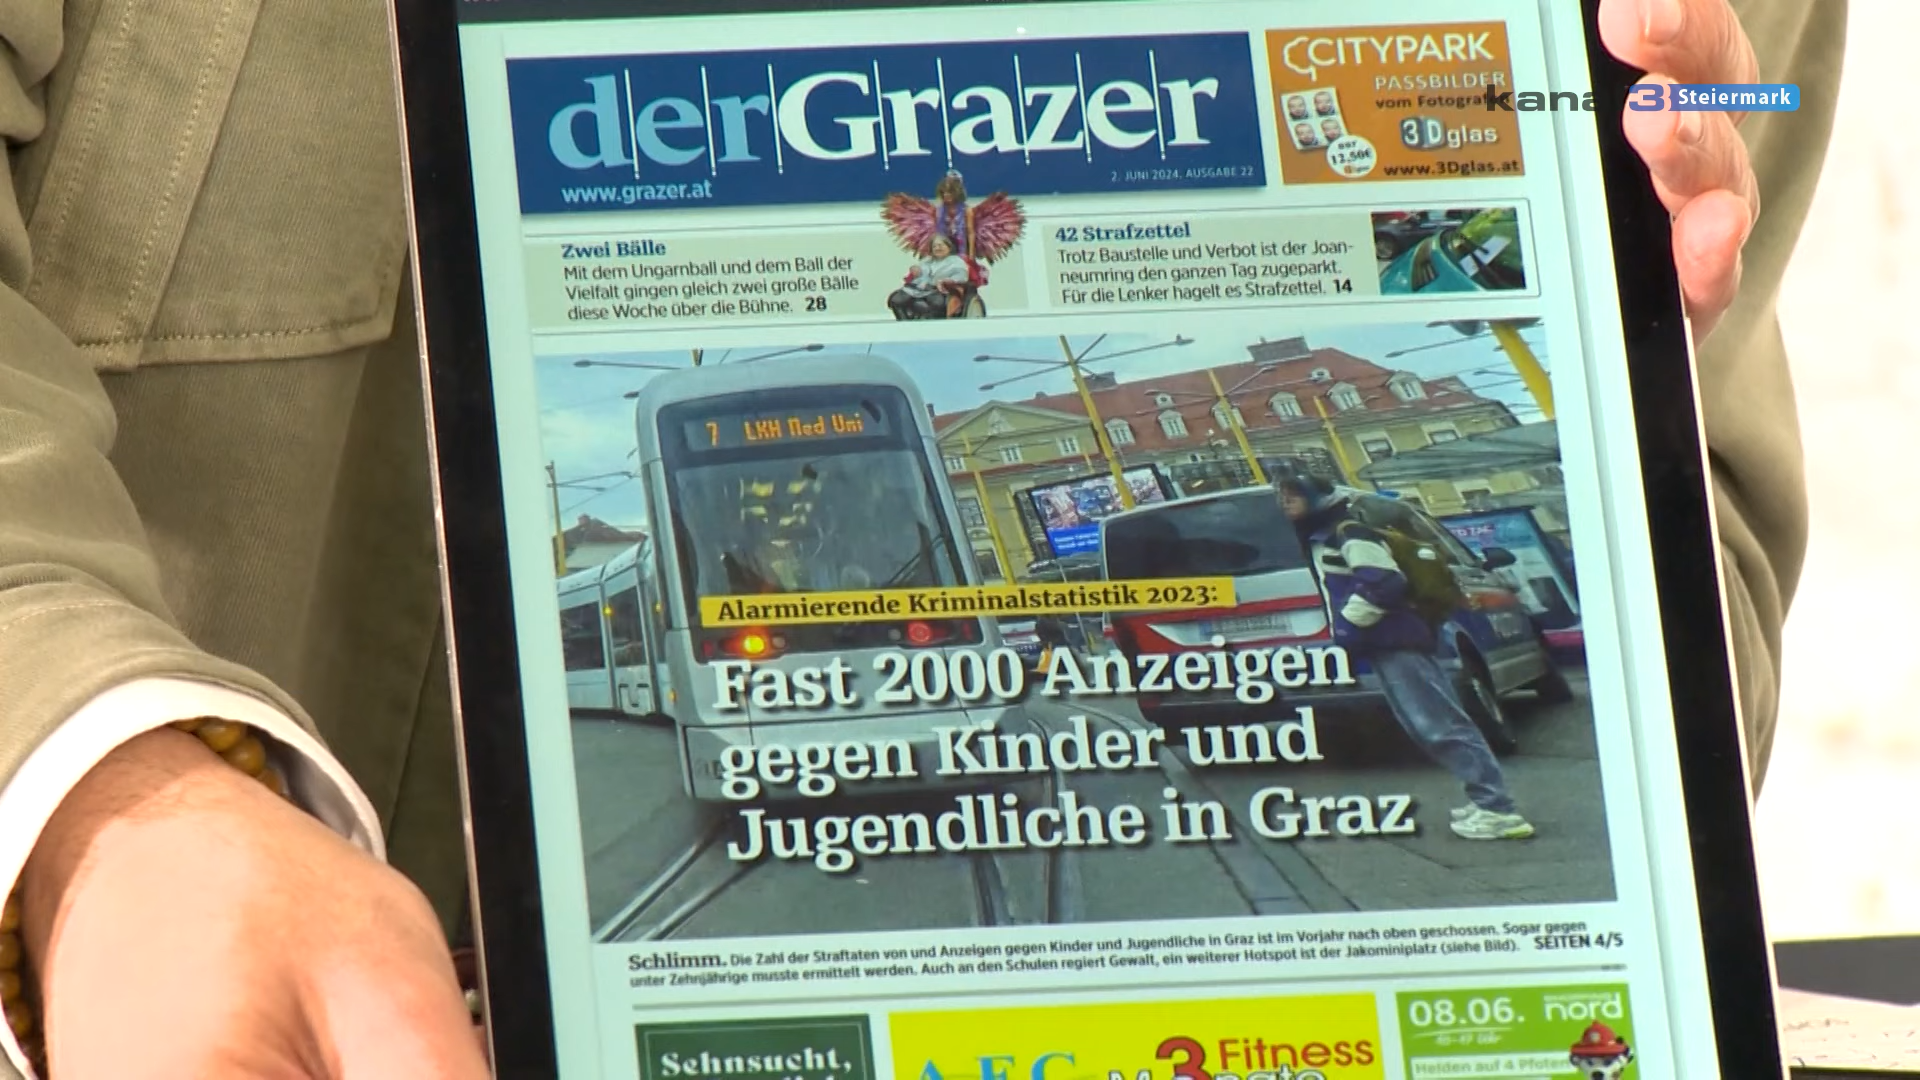 derGrazer
www.grazer.at
2. JUNI 2024, AUSGABE 22
CITYPARK
PASSBILDER
vom Fotografen
nur
12,50€
3Dglas
www.3Dglas.at
kanal 3 Steiermark
Zwei Bälle
Mit dem Ungarnball und dem Ball der
Vielfalt gingen gleich zwei große Bälle
diese Woche über die Bühne. 28
42 Strafzettel
Trotz Baustelle und Verbot ist der Joan-
neumring den ganzen Tag zugeparkt.
Für die Lenker hagelt es Strafzettel. 14
7 LKH Med Uni
Alarmierende Kriminalstatistik 2023:
Fast 2000 Anzeigen
gegen Kinder und
Jugendliche in Graz
Schlimm. Die Zahl der Straftaten von und Anzeigen gegen Kinder und Jugendliche in Graz ist im Vorjahr nach oben geschossen. Sogar gegen
unter Zehnjährige musste ermittelt werden. Auch an den Schulen regiert Gewalt, ein weiterer Hotspot ist der Jakominiplatz (siehe Bild). SEITEN 4/5
Sehnsucht,
3 Fitness
Monate
08.06.
nord
Helden auf 4 Pfoten